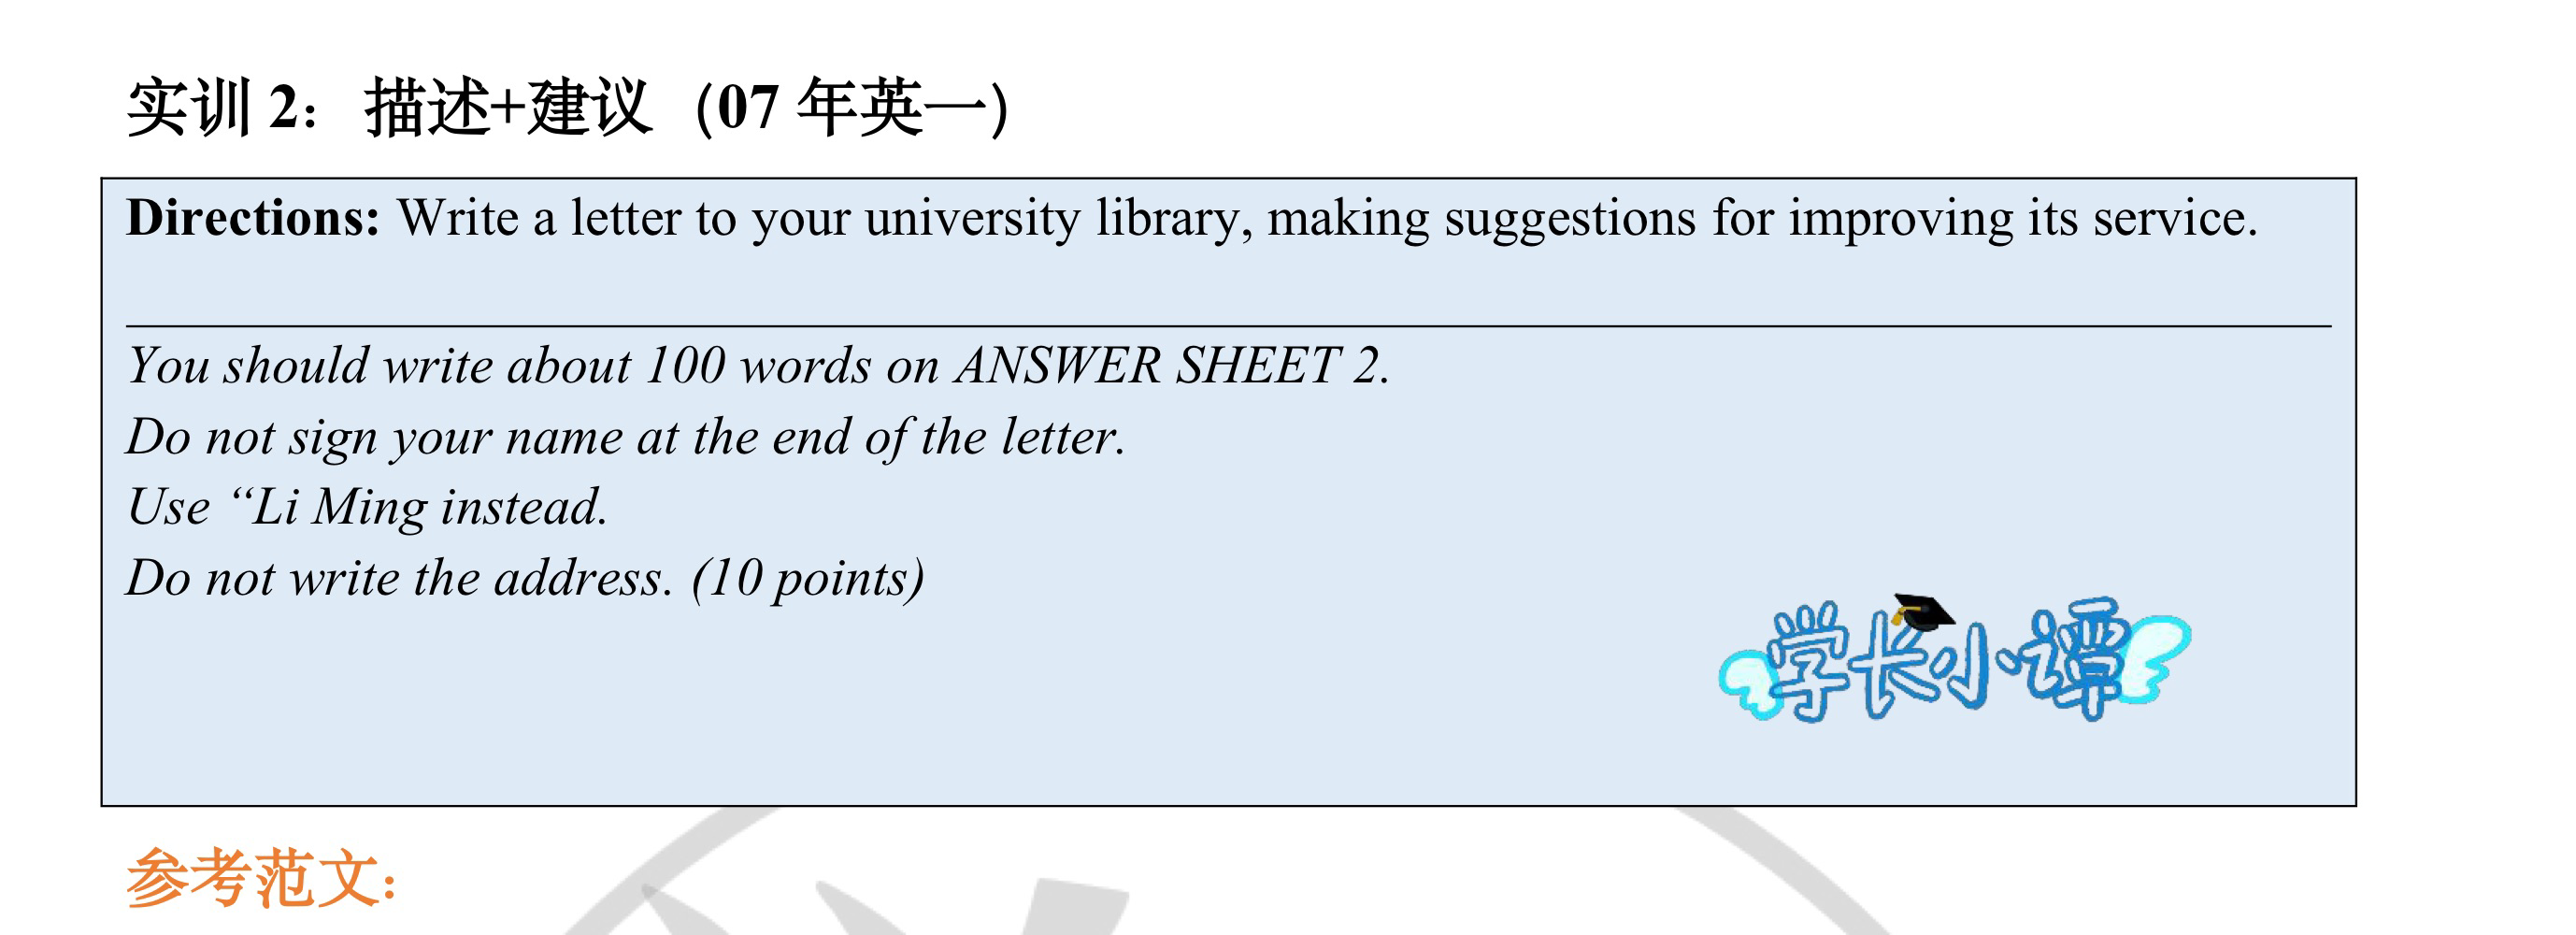 实训 2： 描述+建议（07 年英一）
Directions: Write a letter to your university library, making suggestions for improving its service.
You should write about 100 words on ANSWER SHEET 2.
Do not sign your name at the end of the letter.
Use “Li Ming instead.
Do not write the address. (10 points)
学长小谭
参考范文：